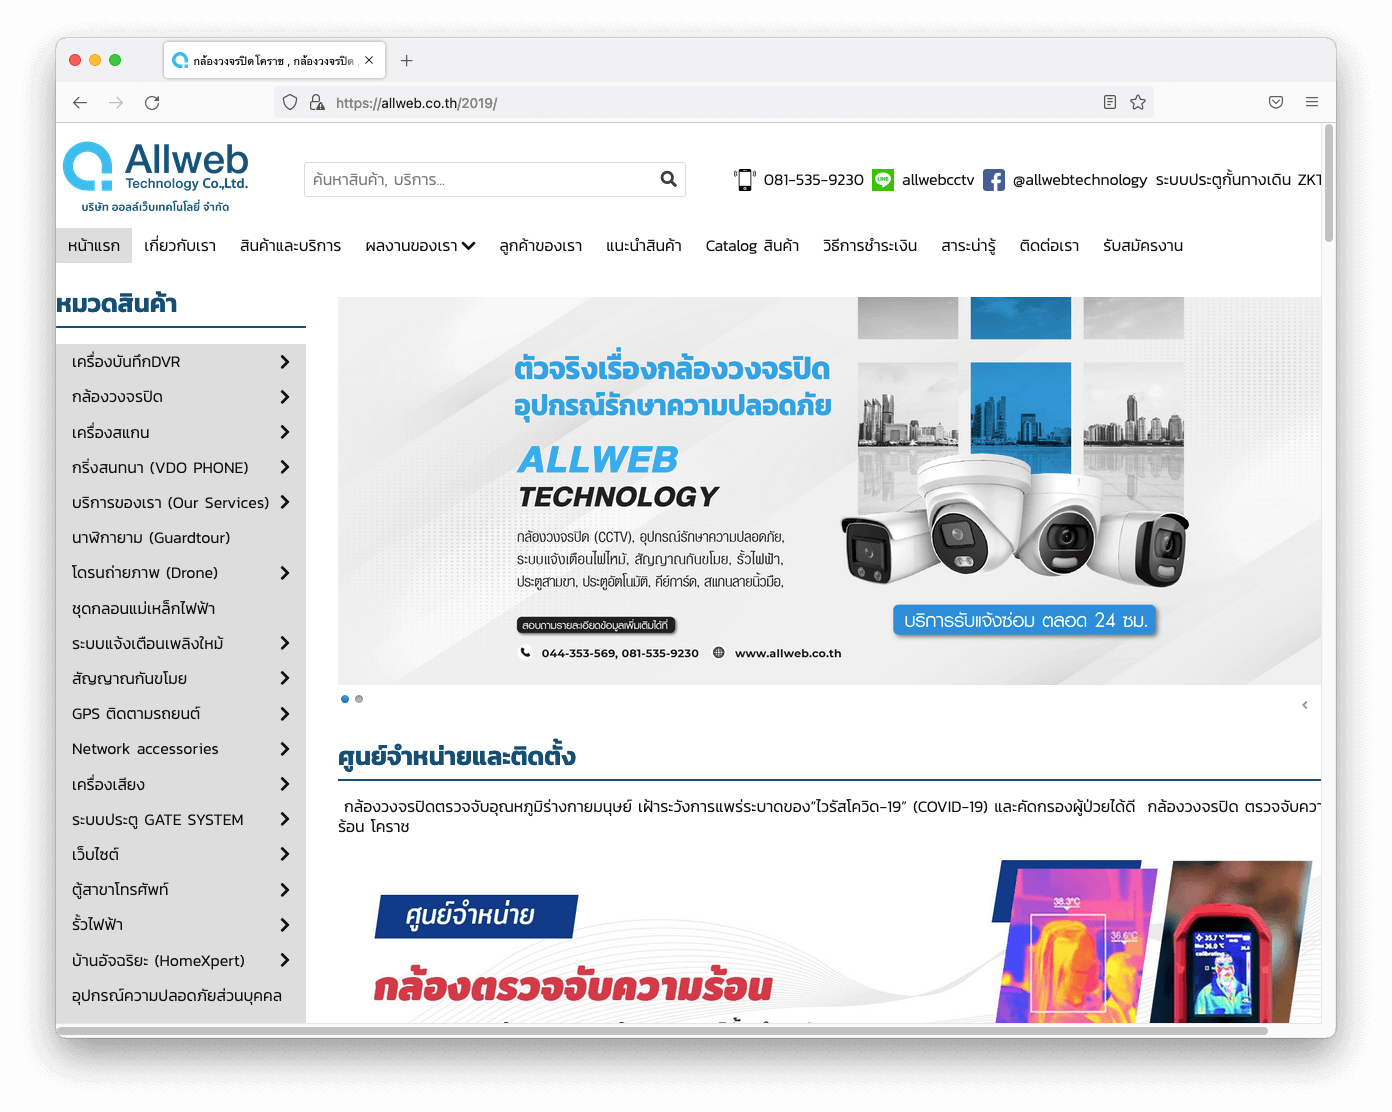 กล้องวงจรปิดโคราช , กล้องวงจรปิด
https://allweb.co.th/2019/
Allweb
Technology Co.,Ltd.
บริษัท ออลล์เว็บเทคโนโลยี่ จำกัด
ค้นหาสินค้า, บริการ...
081-535-9230 LINE allwebcctv @allwebtechnology ระบบประตูกั้นทางเดิน ZKT
หน้าแรก เกี่ยวกับเรา สินค้าและบริการ ผลงานของเรา ลูกค้าของเรา แนะนำสินค้า Catalog สินค้า วิธีการชำระเงิน สาระน่ารู้ ติดต่อเรา รับสมัครงาน
หมวดสินค้า
เครื่องบันทึกDVR
กล้องวงจรปิด
เครื่องสแกน
กริ่งสนทนา (VDO PHONE)
บริการของเรา (Our Services)
นาฬิกายาม (Guardtour)
โดรนถ่ายภาพ (Drone)
ชุดกลอนแม่เหล็กไฟฟ้า
ระบบแจ้งเตือนเพลิงใหม้
สัญญาณกันขโมย
GPS ติดตามรถยนต์
Network accessories
เครื่องเสียง
ระบบประตู GATE SYSTEM
เว็บไซต์
ตู้สาขาโทรศัพท์
รั้วไฟฟ้า
บ้านอัจฉริยะ (HomeXpert)
อุปกรณ์ความปลอดภัยส่วนบุคคล
ตัวจริงเรื่องกล้องวงจรปิด
อุปกรณ์รักษาความปลอดภัย
ALLWEB
TECHNOLOGY
กล้องวงจรปิด (CCTV), อุปกรณ์รักษาความปลอดภัย,
ระบบแจ้งเตือนไฟไหม้, สัญญาณกันขโมย, รั้วไฟฟ้า,
ประตูสามขา, ประตูอัตโนมัติ, คีย์การ์ด, สแกนลายนิ้วมือ,
สอบถามรายละเอียดข้อมูลเพิ่มเติมได้ที่
044-353-569, 081-535-9230 www.allweb.co.th
บริการรับแจ้งซ่อม ตลอด 24 ชม.
ศูนย์จำหน่ายและติดตั้ง
กล้องวงจรปิดตรวจจับอุณหภูมิร่างกายมนุษย์ เฝ้าระวังการแพร่ระบาดของ“ไวรัสโควิด-19” (COVID-19) และคัดกรองผู้ป่วยได้ดี กล้องวงจรปิด ตรวจจับควา
ร้อน โคราช
ศูนย์จำหน่าย
กล้องตรวจจับความร้อน
38.3°C
36.6°C
35.7 °C
36.0 °C